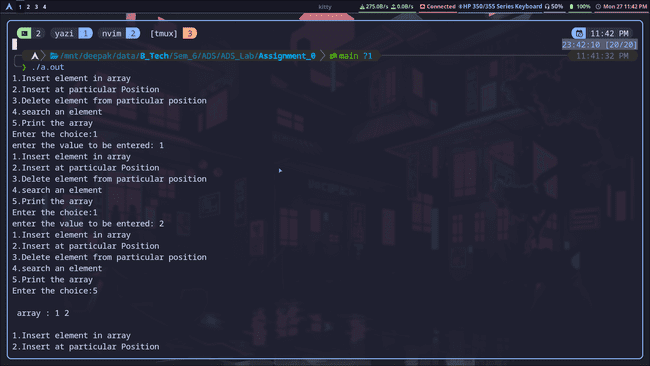 1 2 3 4
kitty
275.0B/s 0.0B/s Connected HP 350/355 Series Keyboard 50% 100% Mon 27 11:42 PM
2 yazi 1 nvim 2 [tmux] 3 11:42 PM
23:42:10 [20/20]
/mnt/deepak/data/B_Tech/Sem_6/ADS/ADS_Lab/Assignment_0 main ?1 11:41:32 PM
❯ ./a.out
1.Insert element in array
2.Insert at particular Position
3.Delete element from particular position
4.search an element
5.Print the array
Enter the choice:1
enter the value to be entered: 1
1.Insert element in array
2.Insert at particular Position
3.Delete element from particular position
4.search an element
5.Print the array
Enter the choice:1
enter the value to be entered: 2
1.Insert element in array
2.Insert at particular Position
3.Delete element from particular position
4.search an element
5.Print the array
Enter the choice:5
array : 1 2
1.Insert element in array
2.Insert at particular Position